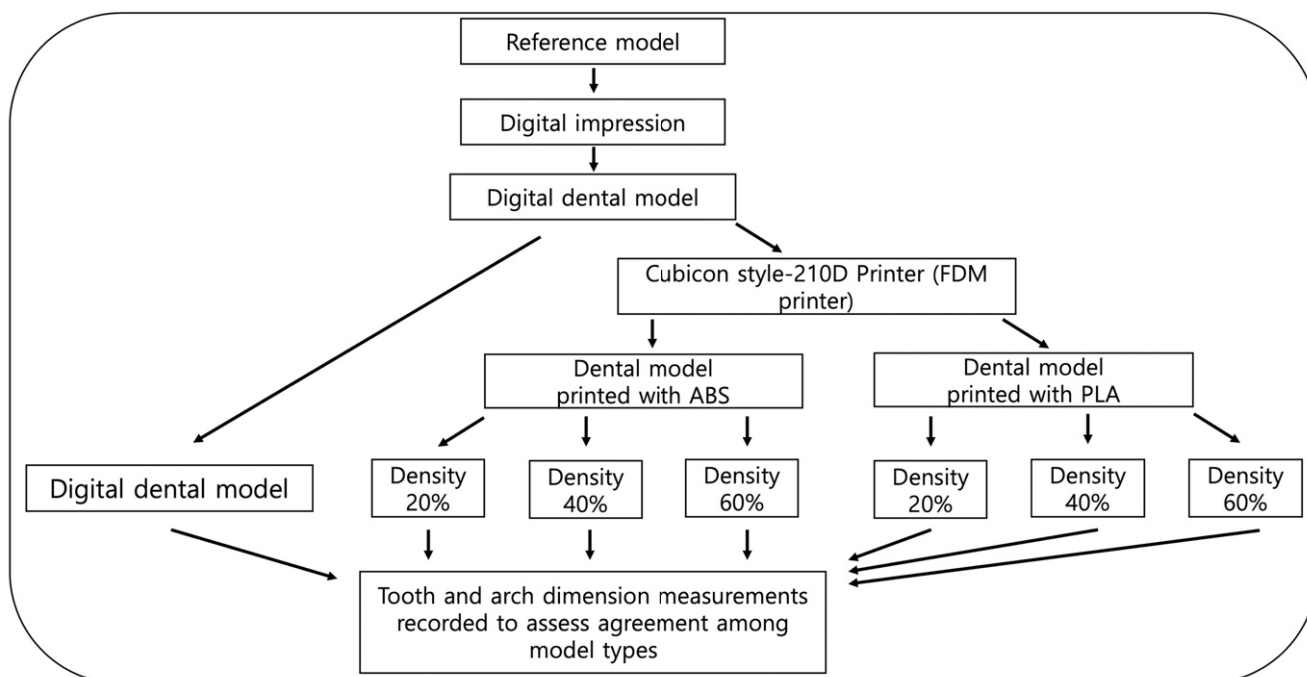 Reference model
Digital impression
Digital dental model
Cubicon style-210D Printer (FDM
printer)
Dental model
printed with ABS
Dental model
printed with PLA
Digital dental model
Density
20%
Density
40%
Density
60%
Density
20%
Density
40%
Density
60%
Tooth and arch dimension measurements
recorded to assess agreement among
model types